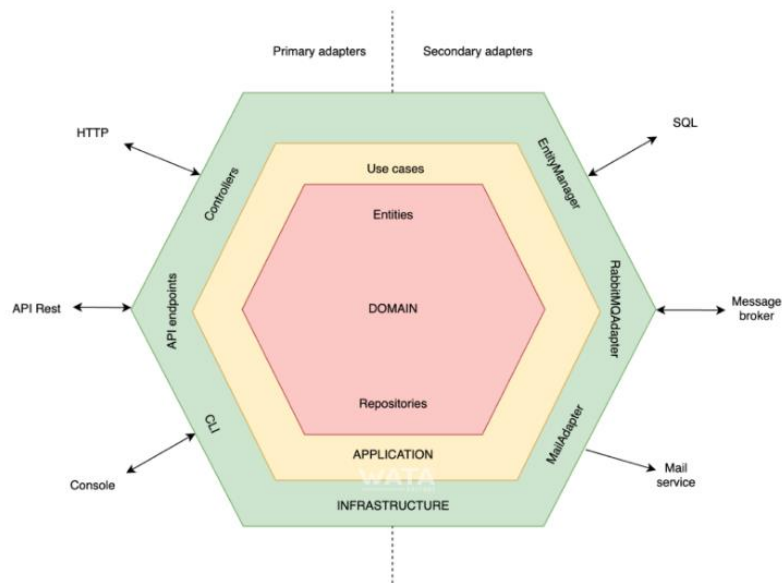 Primary adapters
Secondary adapters
HTTP
SQL
Controllers
Use cases
EntityManager
Entities
API Rest
API endpoints
DOMAIN
RabbitMQAdapter
Message
broker
Repositories
CLI
MailAdapter
APPLICATION
WATA
Console
Mail
service
INFRASTRUCTURE